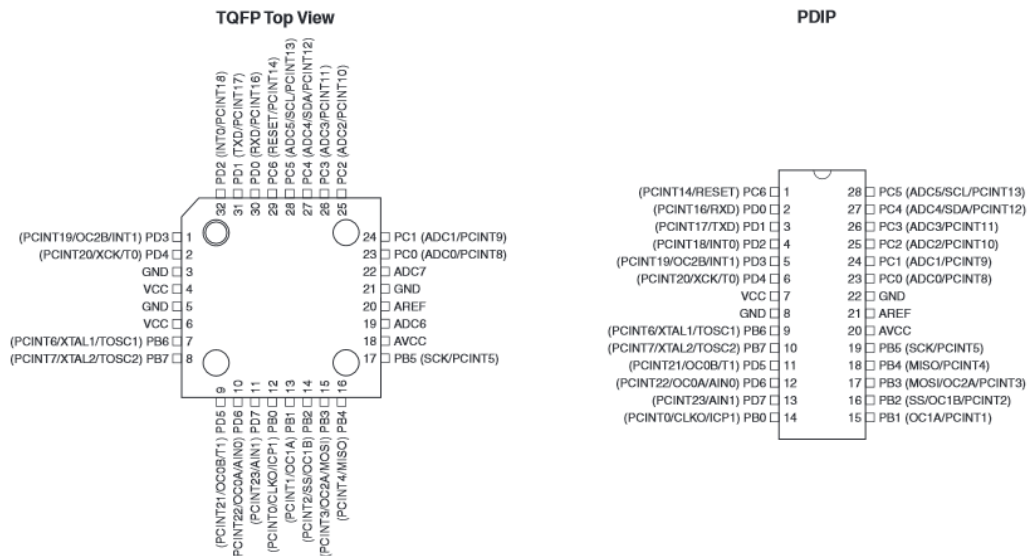 TQFP Top View
PD2 (INT0/PCINT18)
PD1 (TXD/PCINT17)
PD0 (RXD/PCINT16)
PC6 (RESET/PCINT14)
PC5 (ADC5/SCL/PCINT13)
PC4 (ADC4/SDA/PCINT12)
PC3 (ADC3/PCINT11)
PC2 (ADC2/PCINT10)
32 31 30 29 28 27 26 25
(PCINT19/OC2B/INT1) PD3 1
(PCINT20/XCK/T0) PD4 2
GND 3
VCC 4
GND 5
VCC 6
(PCINT6/XTAL1/TOSC1) PB6 7
(PCINT7/XTAL2/TOSC2) PB7 8
24 PC1 (ADC1/PCINT9)
23 PC0 (ADC0/PCINT8)
22 ADC7
21 GND
20 AREF
19 ADC6
18 AVCC
17 PB5 (SCK/PCINT5)
9 10 11 12 13 14 15 16
(PCINT21/OC0B/T1) PD5
(PCINT22/OC0A/AIN0) PD6
(PCINT23/AIN1) PD7
(PCINT0/CLKO/ICP1) PB0
(PCINT1/OC1A) PB1
(PCINT2/SS/OC1B) PB2
(PCINT3/OC2A/MOSI) PB3
(PCINT4/MISO) PB4
PDIP
(PCINT14/RESET) PC6 1
(PCINT16/RXD) PD0 2
(PCINT17/TXD) PD1 3
(PCINT18/INT0) PD2 4
(PCINT19/OC2B/INT1) PD3 5
(PCINT20/XCK/T0) PD4 6
VCC 7
GND 8
(PCINT6/XTAL1/TOSC1) PB6 9
(PCINT7/XTAL2/TOSC2) PB7 10
(PCINT21/OC0B/T1) PD5 11
(PCINT22/OC0A/AIN0) PD6 12
(PCINT23/AIN1) PD7 13
(PCINT0/CLKO/ICP1) PB0 14
28 PC5 (ADC5/SCL/PCINT13)
27 PC4 (ADC4/SDA/PCINT12)
26 PC3 (ADC3/PCINT11)
25 PC2 (ADC2/PCINT10)
24 PC1 (ADC1/PCINT9)
23 PC0 (ADC0/PCINT8)
22 GND
21 AREF
20 AVCC
19 PB5 (SCK/PCINT5)
18 PB4 (MISO/PCINT4)
17 PB3 (MOSI/OC2A/PCINT3)
16 PB2 (SS/OC1B/PCINT2)
15 PB1 (OC1A/PCINT1)